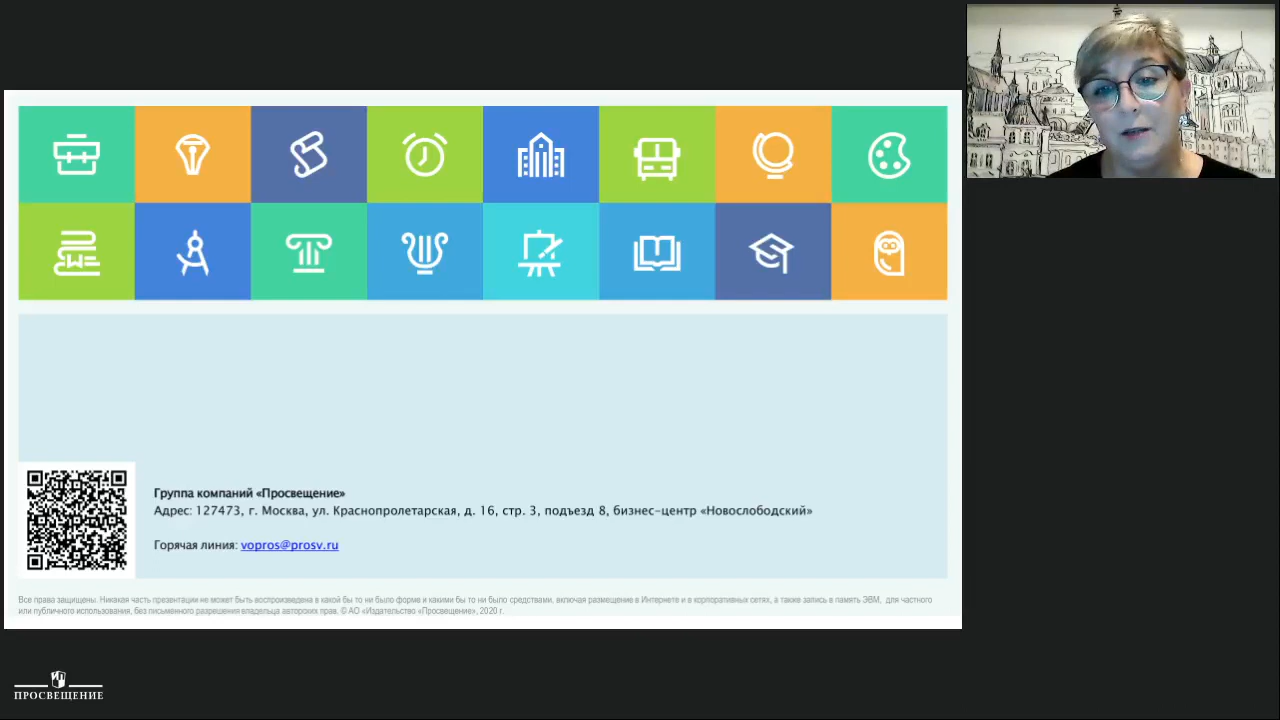 Группа компаний «Просвещение»
Адрес: 127473, г. Москва, ул. Краснопролетарская, д. 16, стр. 3, подъезд 8, бизнес-центр «Новослободский»
Горячая линия: vopros@prosv.ru
Все права защищены. Никакая часть презентации не может быть воспроизведена в какой бы то ни было форме и какими бы то ни было средствами, включая размещение в Интернете и в корпоративных сетях, а также запись в память ЭВМ, для частного
или публичного использования, без письменного разрешения владельца авторских прав. © АО «Издательство «Просвещение», 2020 г.
ПРОСВЕЩЕНИЕ